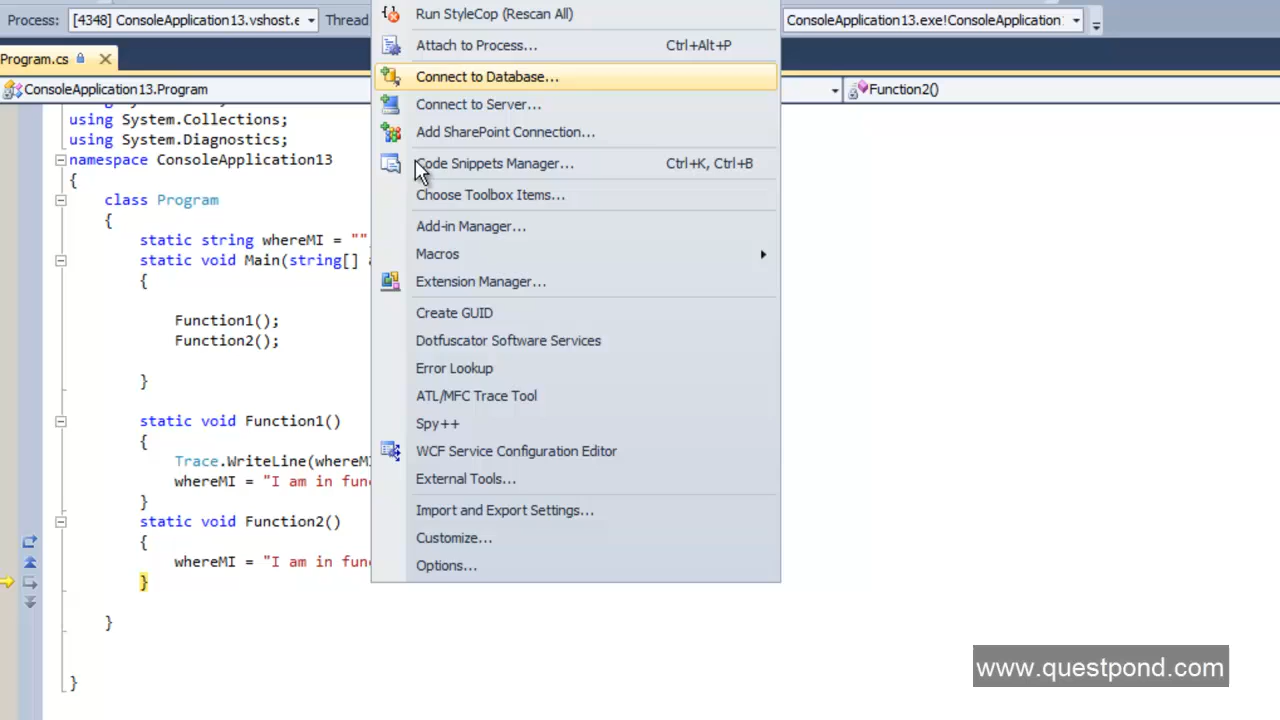 Process: [4348] ConsoleApplication13.vshost.e Thread ConsoleApplication13.exe!ConsoleApplication
Program.cs
ConsoleApplication13.Program Function2()
using System.Collections;
using System.Diagnostics;
namespace ConsoleApplication13
{
class Program
{
static string whereMI = ""
static void Main(string[]
{
Function1();
Function2();
}
static void Function1()
{
Trace.WriteLine(whereMI
whereMI = "I am in func
}
static void Function2()
{
whereMI = "I am in func
}
}
}
Run StyleCop (Rescan All)
Attach to Process... Ctrl+Alt+P
Connect to Database...
Connect to Server...
Add SharePoint Connection...
Code Snippets Manager... Ctrl+K, Ctrl+B
Choose Toolbox Items...
Add-in Manager...
Macros
Extension Manager...
Create GUID
Dotfuscator Software Services
Error Lookup
ATL/MFC Trace Tool
Spy++
WCF Service Configuration Editor
External Tools...
Import and Export Settings...
Customize...
Options...
www.questpond.com